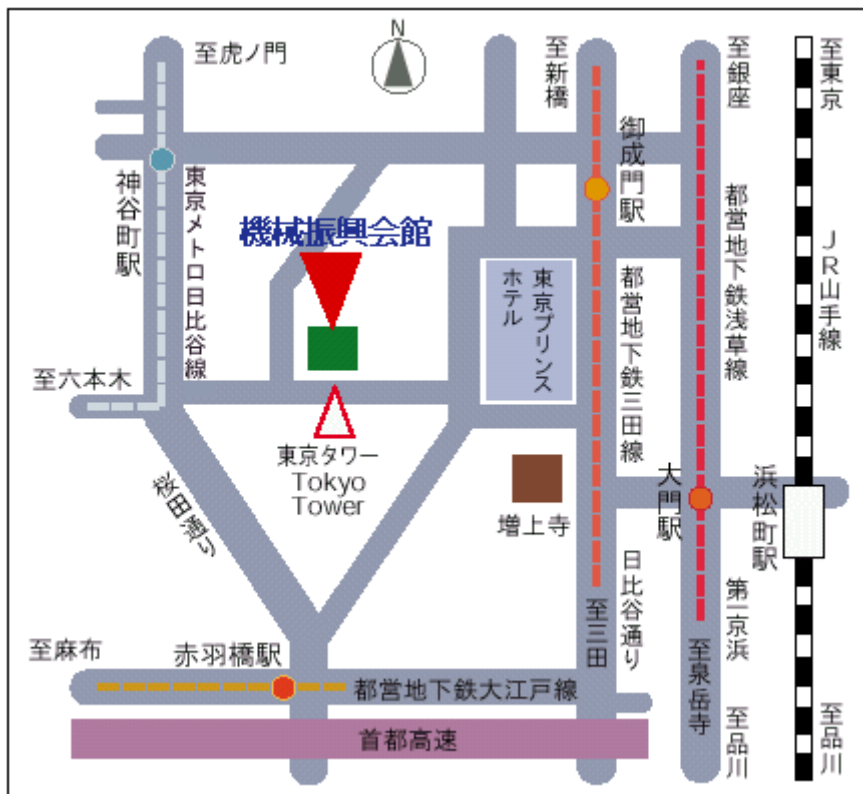 N
至虎ノ門
至新橋
至銀座
至東京
御成門駅
神谷町駅
東京メトロ日比谷線
機械振興会館
都営地下鉄浅草線
JR山手線
東京プリンス
ホテル
都営地下鉄三田線
至六本木
東京タワー
Tokyo
Tower
桜田通り
増上寺
大門駅
浜松町駅
日比谷通り
第一京浜
至三田
至麻布
赤羽橋駅
都営地下鉄大江戸線
至泉岳寺
至品川
至品川
首都高速